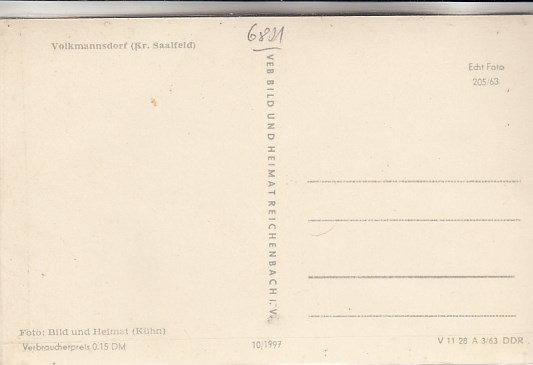 6801
Volkmannsdorf (Kr. Saalfeld)
Echt Foto
205/63
VEB BILD UND HEIMAT REICHENBACH I. V.
Foto: Bild und Heimat (Kühn)
Verbraucherpreis 0.15 DM
10/1997
V 11 28 A 3/63 DDR